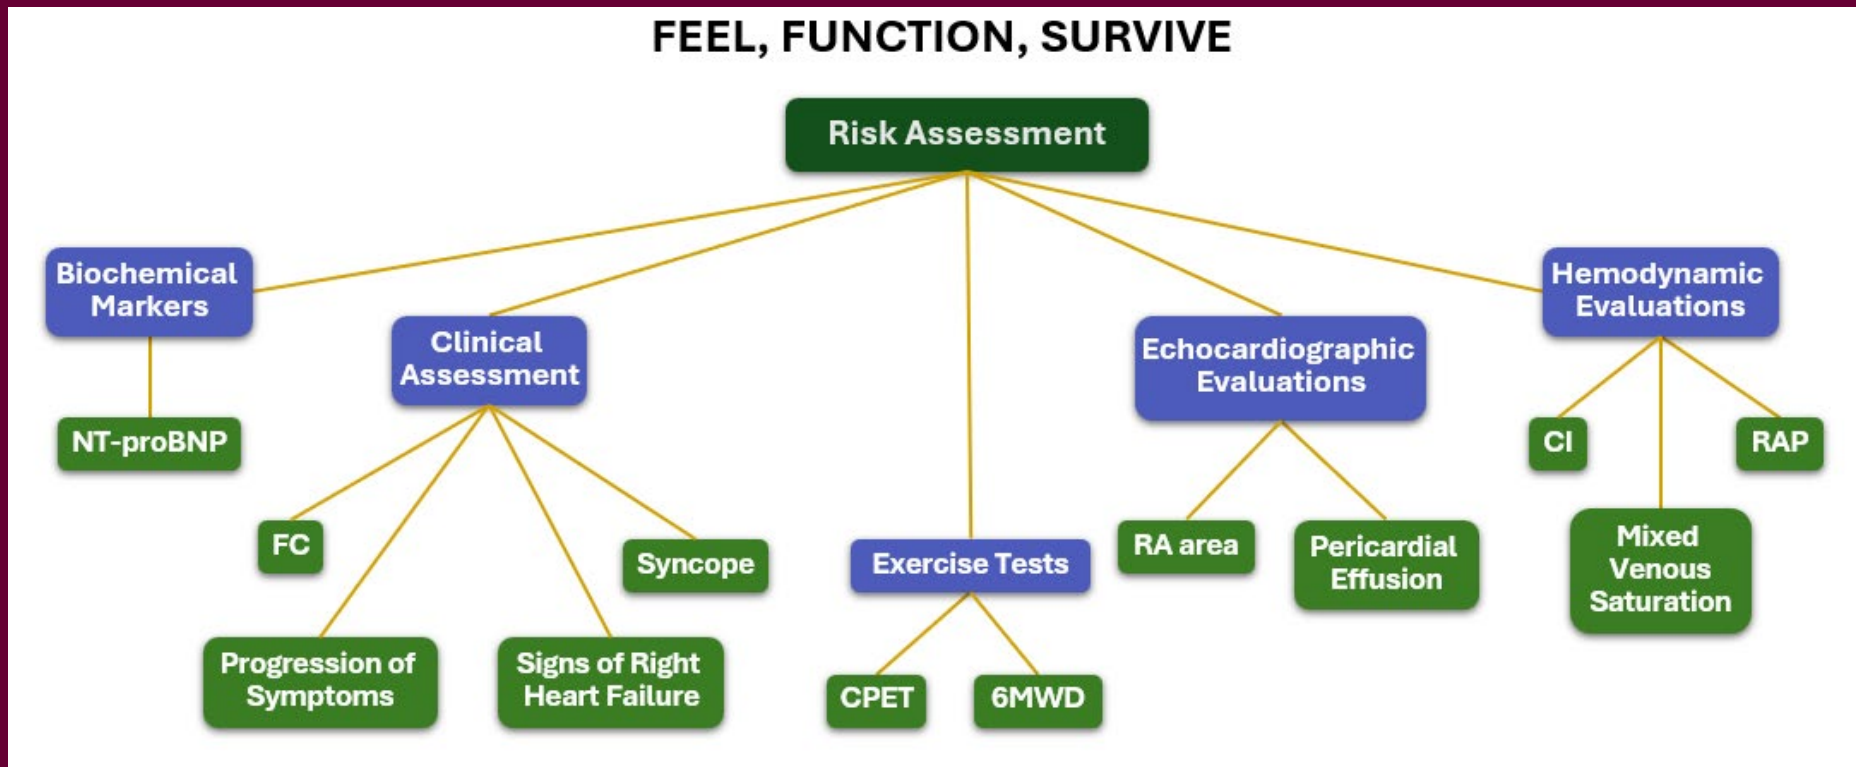 FEEL, FUNCTION, SURVIVE
Risk Assessment
Biochemical
Markers
NT-proBNP
Clinical
Assessment
FC
Progression of
Symptoms
Signs of Right
Heart Failure
Syncope
Exercise Tests
CPET
6MWD
Echocardiographic
Evaluations
RA area
Pericardial
Effusion
Hemodynamic
Evaluations
CI
Mixed
Venous
Saturation
RAP